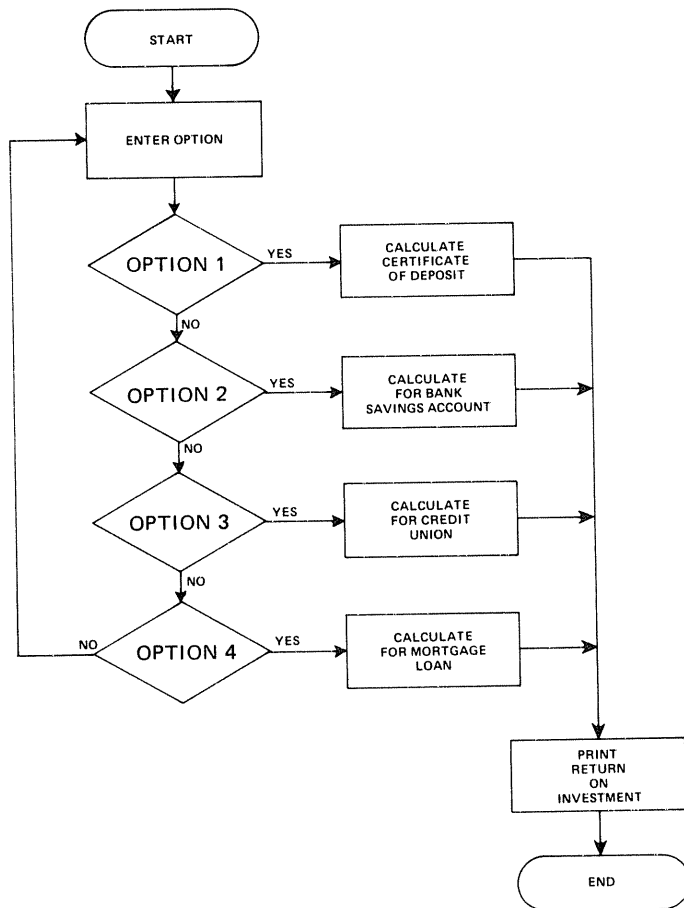 START
ENTER OPTION
OPTION 1
YES
CALCULATE
CERTIFICATE
OF DEPOSIT
NO
OPTION 2
YES
CALCULATE
FOR BANK
SAVINGS ACCOUNT
NO
OPTION 3
YES
CALCULATE
FOR CREDIT
UNION
NO
NO
OPTION 4
YES
CALCULATE
FOR MORTGAGE
LOAN
PRINT
RETURN
ON
INVESTMENT
END